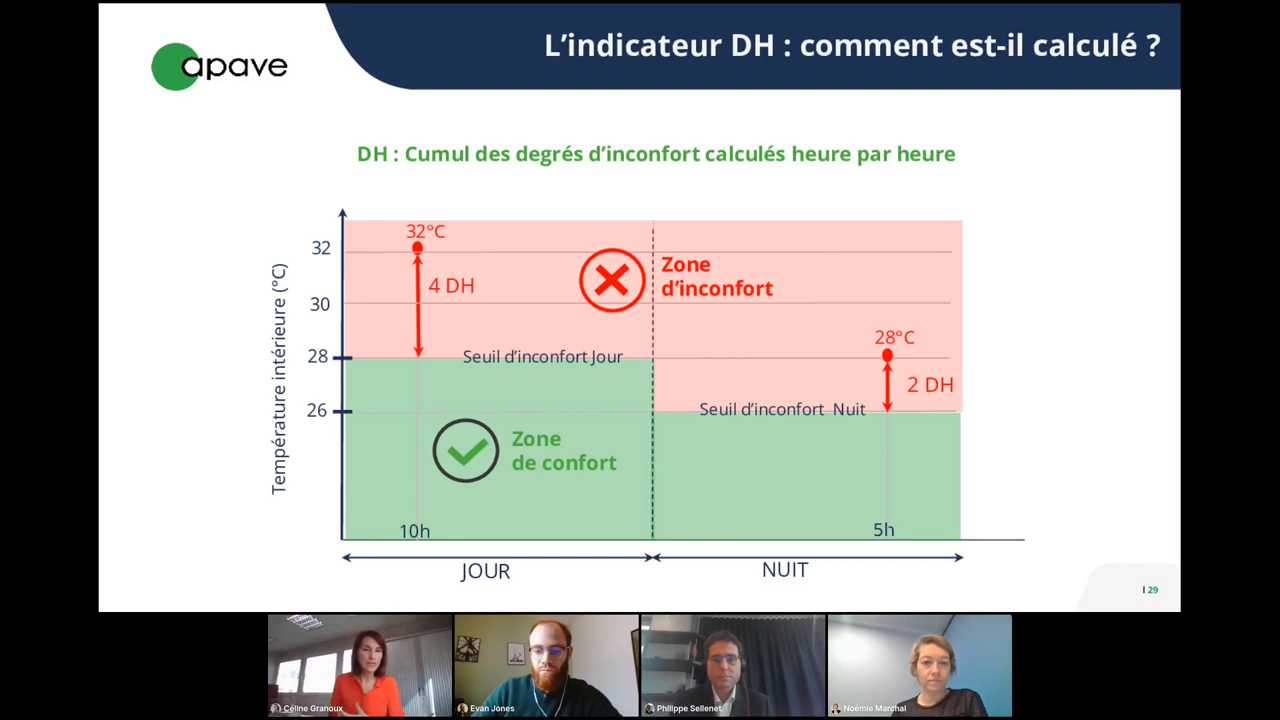 apave
L’indicateur DH : comment est-il calculé ?
DH : Cumul des degrés d’inconfort calculés heure par heure
Température intérieure (°C)
32
30
28
26
32°C
4 DH
Zone
d’inconfort
Seuil d’inconfort Jour
28°C
2 DH
Seuil d’inconfort Nuit
Zone
de confort
10h
5h
JOUR
NUIT
| 29
Céline Granoux
Evan Jones
Philippe Sellenet
Noémie Marchal